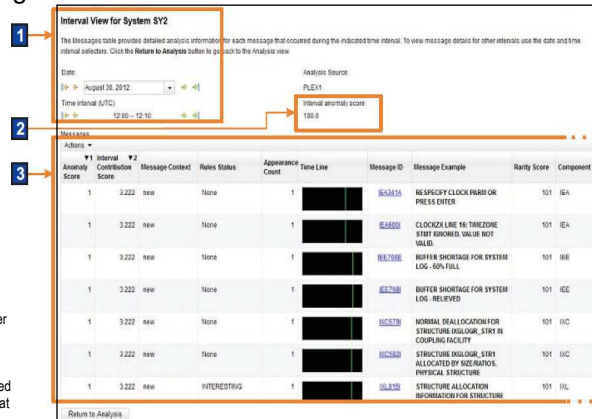 Interval View for System SY2
The Messages table provides detailed analysis information for each message that occurred during the indicated time interval. To view message details for other intervals use the date and time
interval selectors. Click the Return to Analysis button to go back to the Analysis view.
Date:
Analysis Source:
August 30, 2012
PLEX1
Time interval (UTC):
Interval anomaly score:
12:00 – 12:10
100.0
Messages
Actions
Anomaly Score ▼1 Interval Contribution Score ▼2 Message Context Rules Status Appearance Count Time Line Message ID Message Example Rarity Score Component
1 3.222 new None 1 IEA341A RESPECIFY CLOCK PARM OR
PRESS ENTER 101 IEA
1 3.222 new None 1 IEA600I CLOCKZX LINE 16: TIMEZONE
STMT IGNORED. VALUE NOT
VALID. 101 IEA
1 3.222 new None 1 BUFFER SHORTAGE FOR SYSTEM
LOG - 60% FULL 101 IEE
1 3.222 new None 1 IEE768I BUFFER SHORTAGE FOR SYSTEM
LOG - RELIEVED 101 IEE
1 3.222 new None 1 IXC579I NORMAL DEALLOCATION FOR
STRUCTURE IXGLOGR_STR1 IN
COUPLING FACILITY 101 IXC
1 3.222 new None 1 IXC582I STRUCTURE IXGLOGR_STR1
ALLOCATED BY SIZE/RATIOS.
PHYSICAL STRUCTURE 101 IXC
1 3.222 new INTERESTING 1 IXL015I STRUCTURE ALLOCATION
INFORMATION FOR STRUCTURE 101 IXL
Return to Analysis
1
2
3
er
ed
at